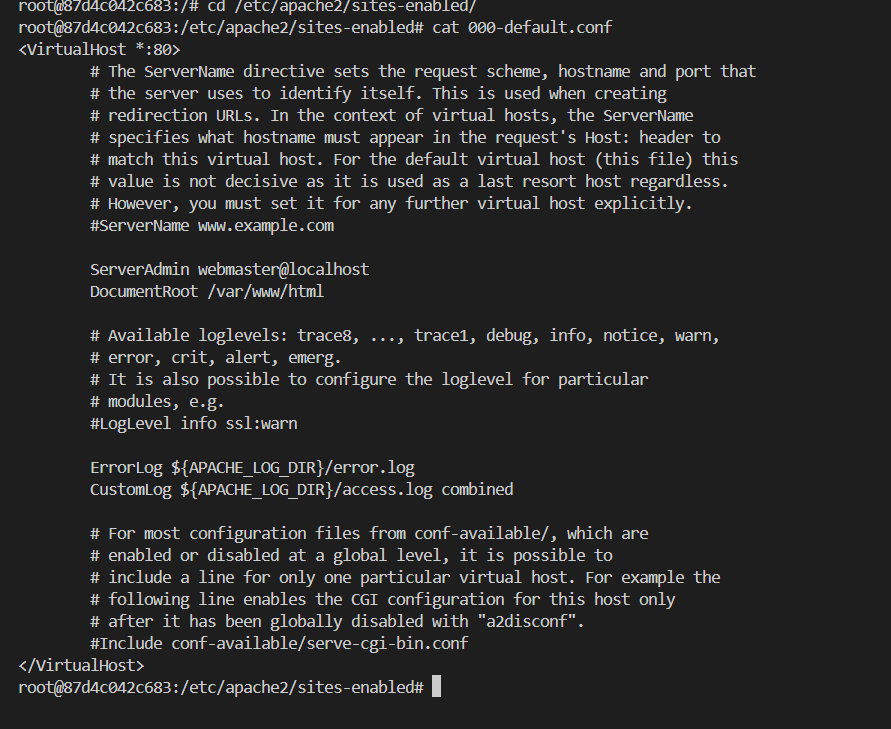 root@87d4c042c683:/# cd /etc/apache2/sites-enabled/
root@87d4c042c683:/etc/apache2/sites-enabled# cat 000-default.conf
<VirtualHost *:80>
        # The ServerName directive sets the request scheme, hostname and port that
        # the server uses to identify itself. This is used when creating
        # redirection URLs. In the context of virtual hosts, the ServerName
        # specifies what hostname must appear in the request's Host: header to
        # match this virtual host. For the default virtual host (this file) this
        # value is not decisive as it is used as a last resort host regardless.
        # However, you must set it for any further virtual host explicitly.
        #ServerName www.example.com

        ServerAdmin webmaster@localhost
        DocumentRoot /var/www/html

        # Available loglevels: trace8, ..., trace1, debug, info, notice, warn,
        # error, crit, alert, emerg.
        # It is also possible to configure the loglevel for particular
        # modules, e.g.
        #LogLevel info ssl:warn

        ErrorLog ${APACHE_LOG_DIR}/error.log
        CustomLog ${APACHE_LOG_DIR}/access.log combined

        # For most configuration files from conf-available/, which are
        # enabled or disabled at a global level, it is possible to
        # include a line for only one particular virtual host. For example the
        # following line enables the CGI configuration for this host only
        # after it has been globally disabled with "a2disconf".
        #Include conf-available/serve-cgi-bin.conf
</VirtualHost>
root@87d4c042c683:/etc/apache2/sites-enabled#